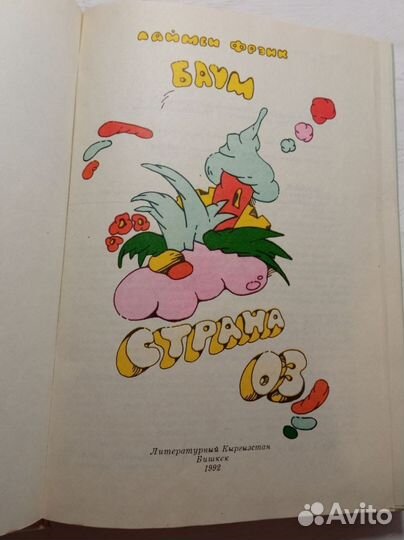 ЛАЙМЕН ФРЭНК
БАУМ
СТРАНА
ОЗ
Литературный Кыргызстан
Бишкек
1992
Avito